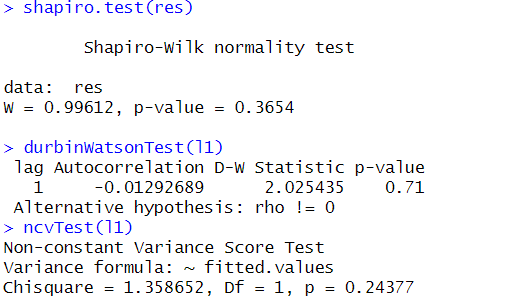 > shapiro.test(res)
Shapiro-Wilk normality test
data:  res
W = 0.99612, p-value = 0.3654
> durbinWatsonTest(l1)
 lag Autocorrelation D-W Statistic p-value
   1     -0.01292689      2.025435    0.71
 Alternative hypothesis: rho != 0
> ncvTest(l1)
Non-constant Variance Score Test
Variance formula: ~ fitted.values
Chisquare = 1.358652, Df = 1, p = 0.24377